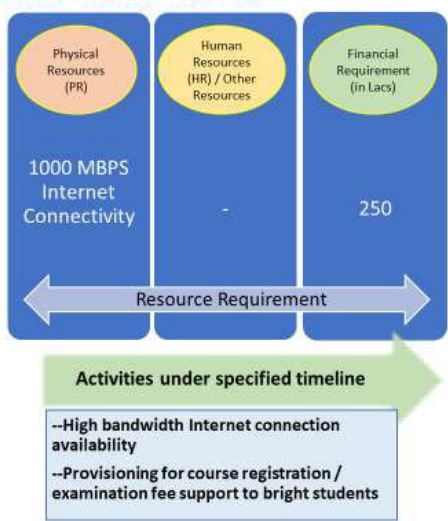 Physical
Resources
(PR)
Human
Resources
(HR) / Other
Resources
Financial
Requirement
(in Lacs)
1000 MBPS
Internet
Connectivity
-
250
Resource Requirement
Activities under specified timeline
--High bandwidth Internet connection
availability
--Provisioning for course registration /
examination fee support to bright students